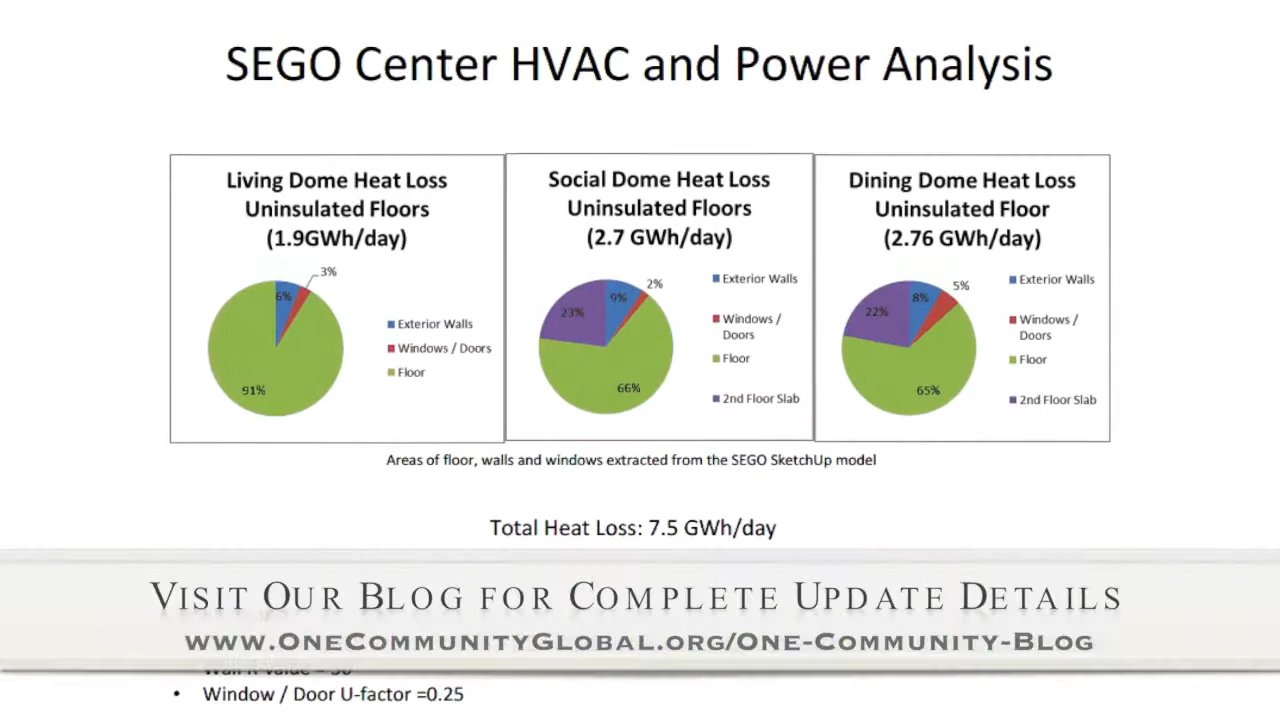 SEGO Center HVAC and Power Analysis
Living Dome Heat Loss
Uninsulated Floors
(1.9GWh/day)
3%
6%
91%
Exterior Walls
Windows / Doors
Floor
Social Dome Heat Loss
Uninsulated Floors
(2.7 GWh/day)
2%
9%
23%
66%
Exterior Walls
Windows /
Doors
Floor
2nd Floor Slab
Dining Dome Heat Loss
Uninsulated Floor
(2.76 GWh/day)
5%
8%
22%
65%
Exterior Walls
Windows /
Doors
Floor
2nd Floor Slab
Areas of floor, walls and windows extracted from the SEGO SketchUp model
Total Heat Loss: 7.5 GWh/day
VISIT OUR BLOG FOR COMPLETE UPDATE DETAILS
WWW.ONECOMMUNITYGLOBAL.ORG/ONE-COMMUNITY-BLOG
• Window / Door U-factor =0.25